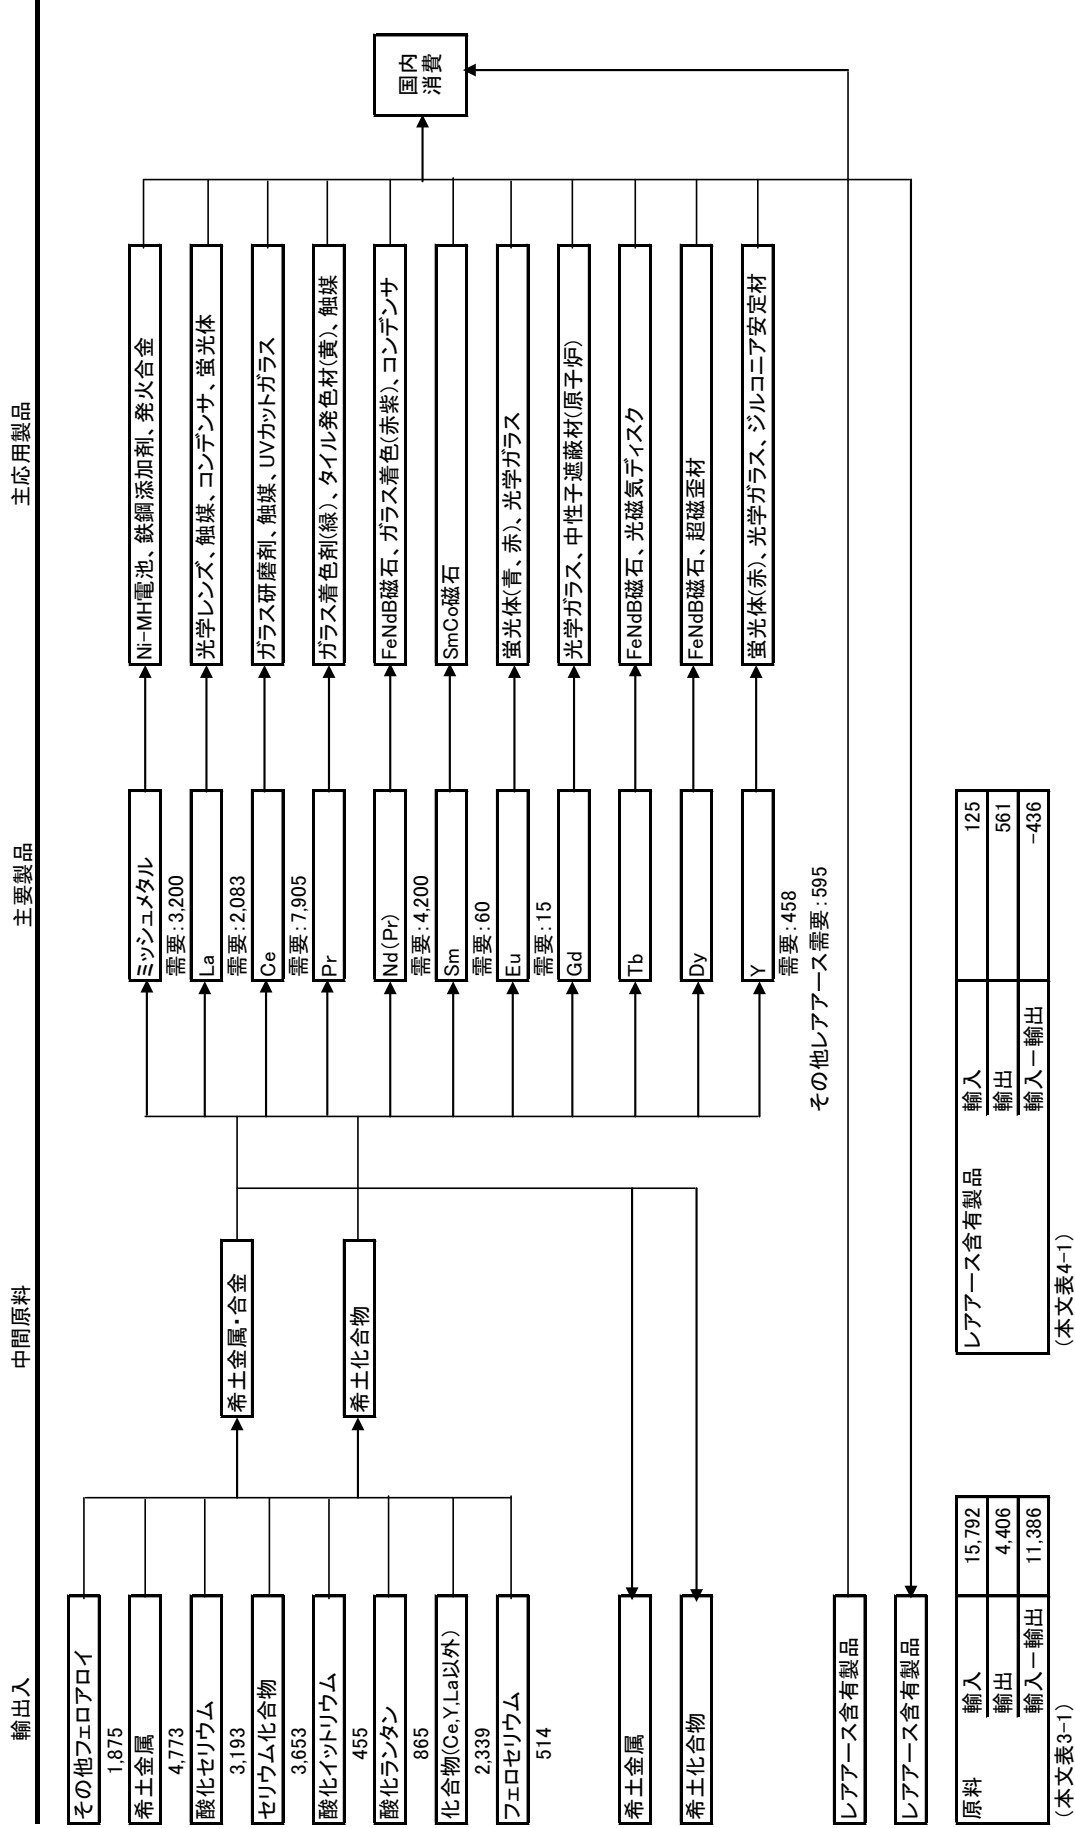 輸出入
中間原料
主要製品
主応用製品
その他フェロアロイ
1,875
希土金属
4,773
酸化セリウム
3,193
セリウム化合物
3,653
酸化イットリウム
455
酸化ランタン
865
化合物(Ce,Y,La以外)
2,339
フェロセリウム
514
希土金属
希土化合物
レアアース含有製品
レアアース含有製品
希土金属・合金
希土化合物
ミッシュメタル
需要:3,200
La
需要:2,083
Ce
需要:7,905
Pr
Nd(Pr)
需要:4,200
Sm
需要:60
Eu
需要:15
Gd
Tb
Dy
Y
需要:458
その他レアアース需要:595
Ni-MH電池、鉄鋼添加剤、発火合金
光学レンズ、触媒、コンデンサ、蛍光体
ガラス研磨剤、触媒、UVカットガラス
ガラス着色剤(緑)、タイル発色材(黄)、触媒
FeNdB磁石、ガラス着色(赤紫)、コンデンサ
SmCo磁石
蛍光体(青、赤)、光学ガラス
光学ガラス、中性子遮蔽材(原子炉)
FeNdB磁石、光磁気ディスク
FeNdB磁石、超磁歪材
蛍光体(赤)、光学ガラス、ジルコニア安定材
国内
消費
原料 輸入 15,792
輸出 4,406
輸入ー輸出 11,386
(本文表3-1)
レアアース含有製品 輸入 125
輸出 561
輸入ー輸出 -436
(本文表4-1)